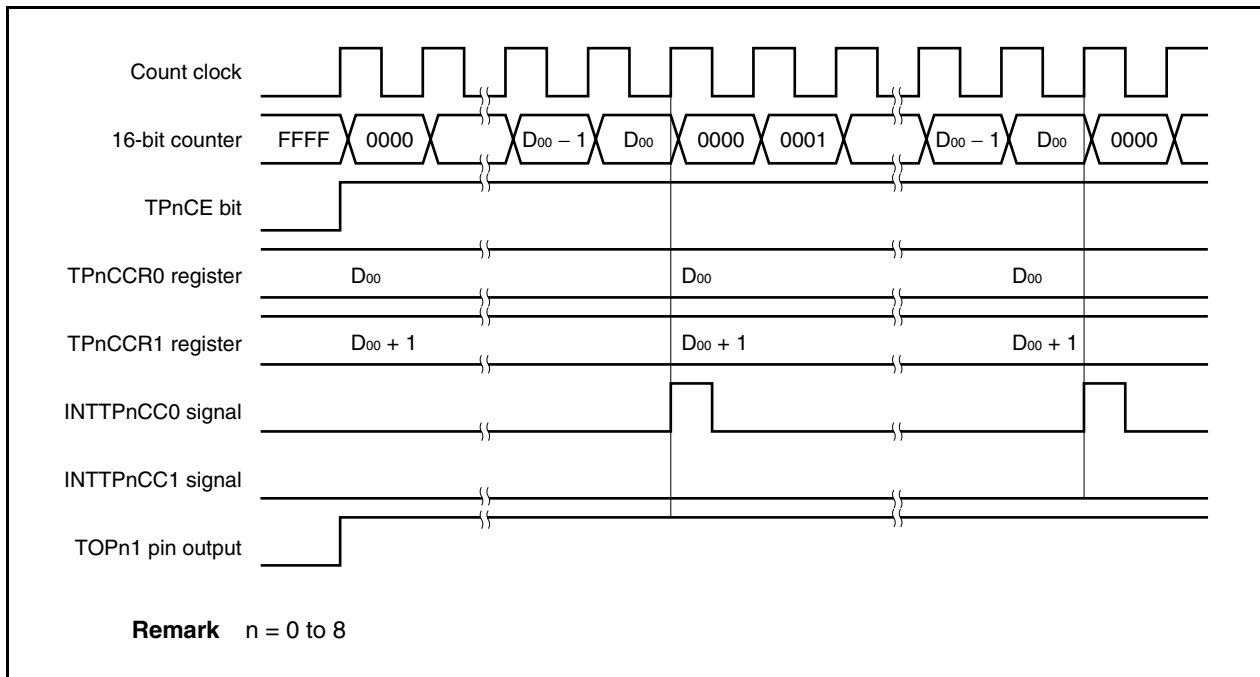 Count clock
16-bit counter FFFF 0000 D00 − 1 D00 0000 0001 D00 − 1 D00 0000
TPnCE bit
TPnCCR0 register D00 D00 D00
TPnCCR1 register D00 + 1 D00 + 1 D00 + 1
INTTPnCC0 signal
INTTPnCC1 signal
TOPn1 pin output
Remark n = 0 to 8